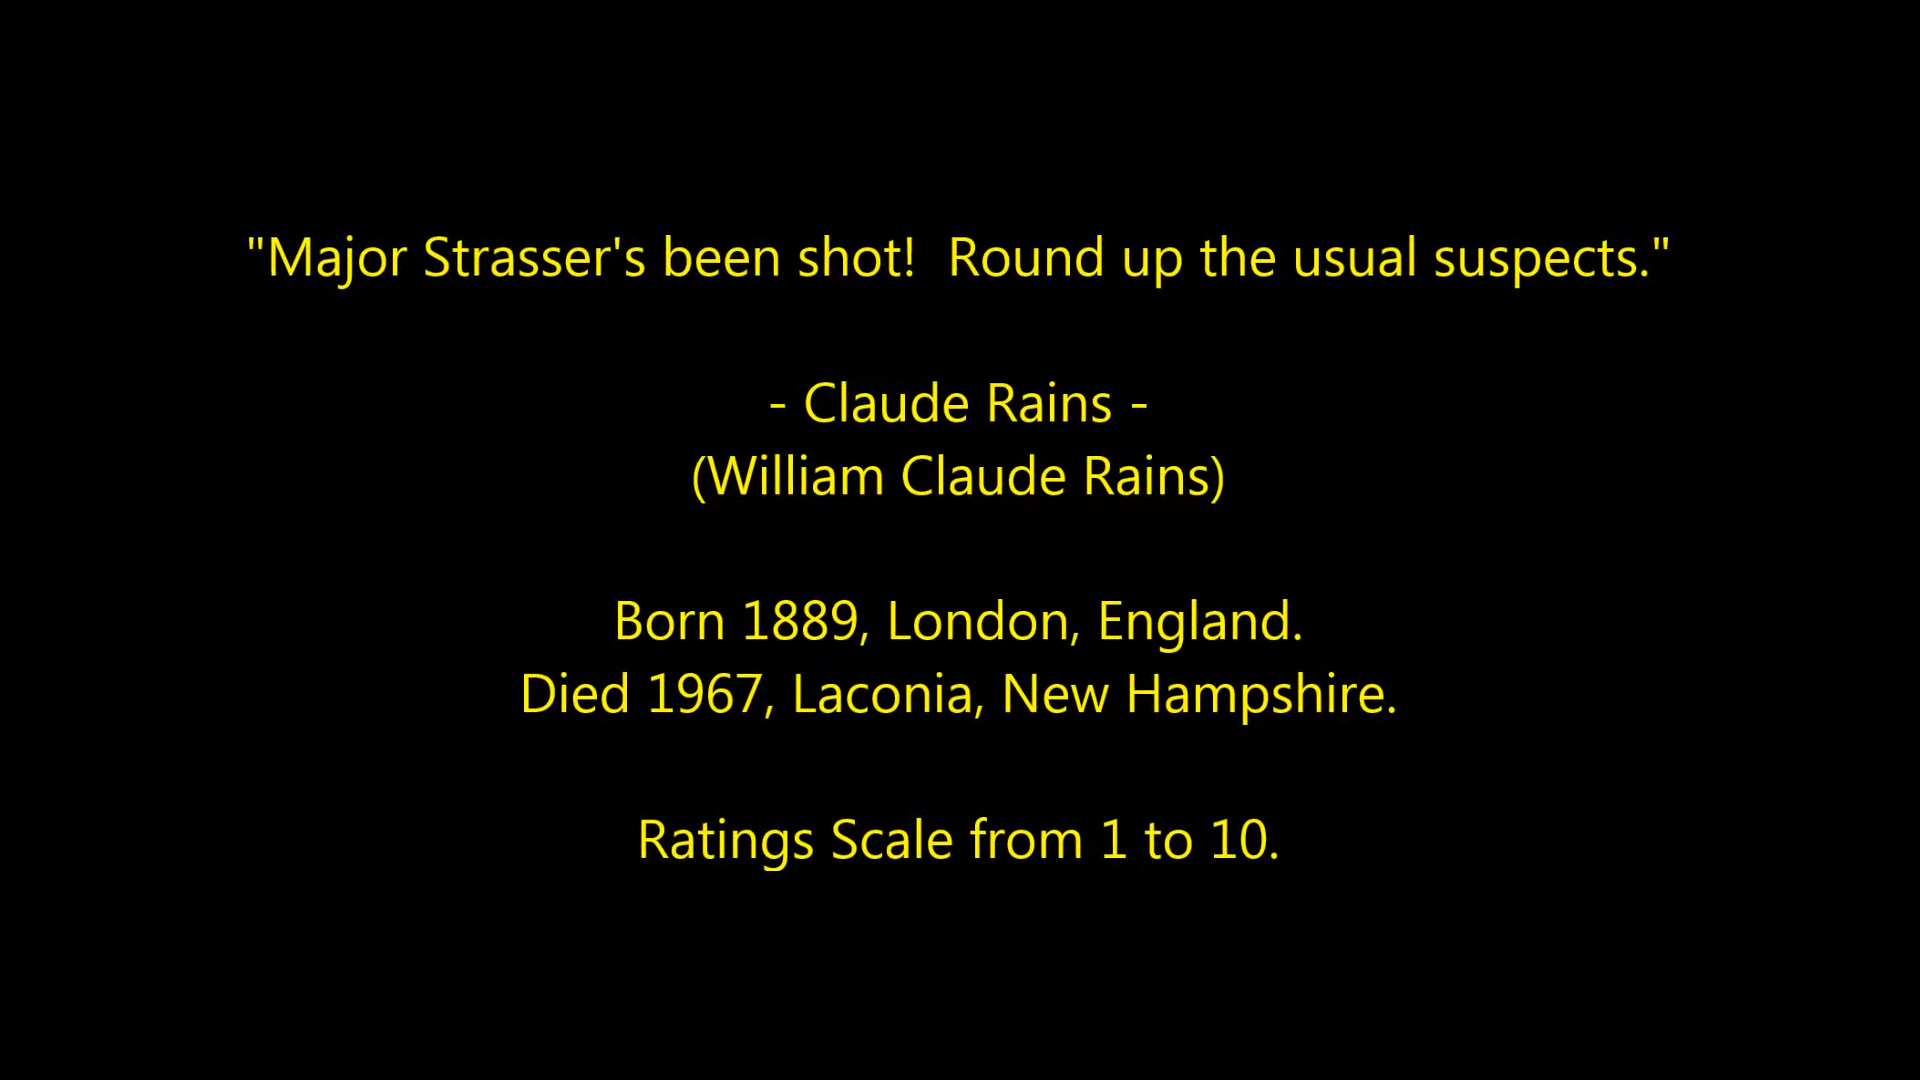 "Major Strasser's been shot!  Round up the usual suspects."
- Claude Rains -
(William Claude Rains)
Born 1889, London, England.
Died 1967, Laconia, New Hampshire.
Ratings Scale from 1 to 10.